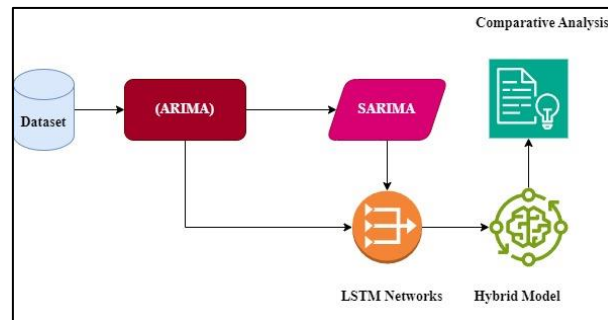 Comparative Analysis
Dataset
(ARIMA)
SARIMA
LSTM Networks
Hybrid Model